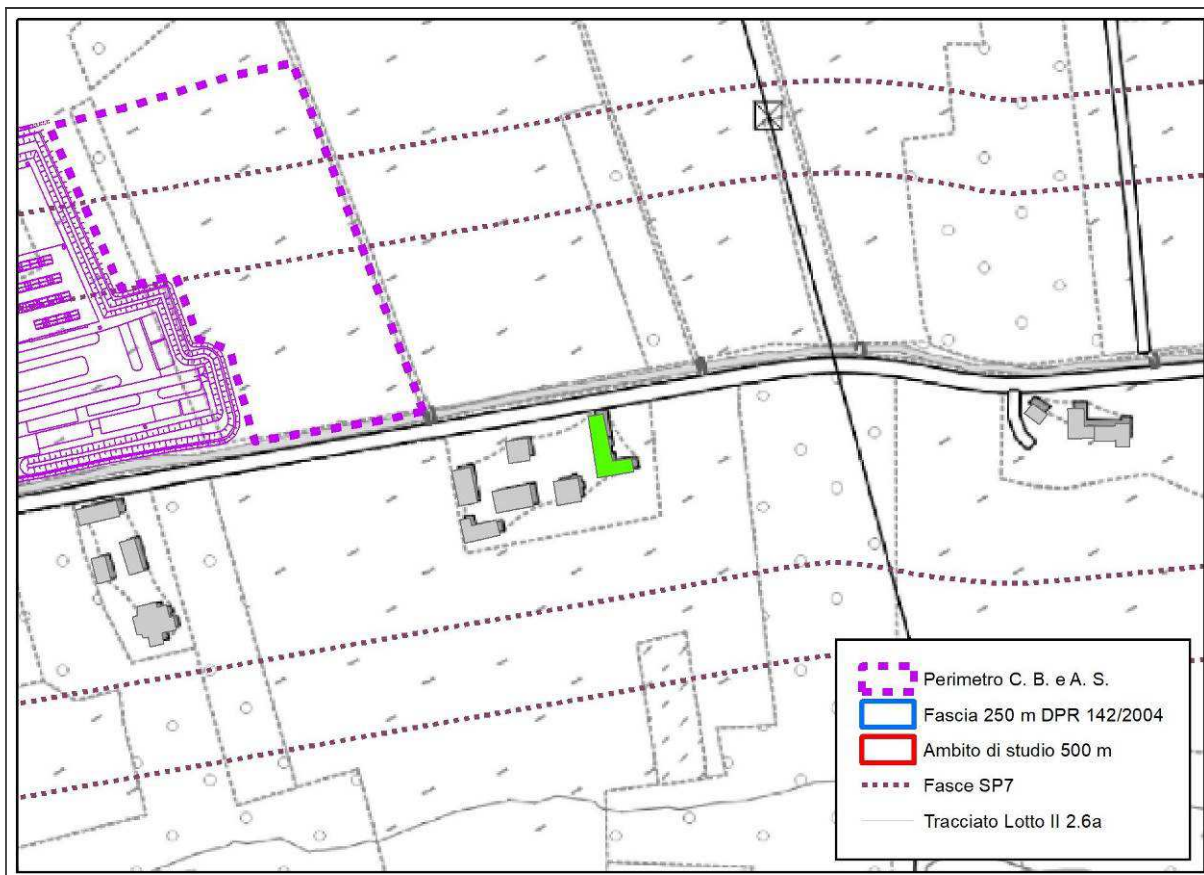 Perimetro C. B. e A. S.
Fascia 250 m DPR 142/2004
Ambito di studio 500 m
Fasce SP7
Tracciato Lotto II 2.6a